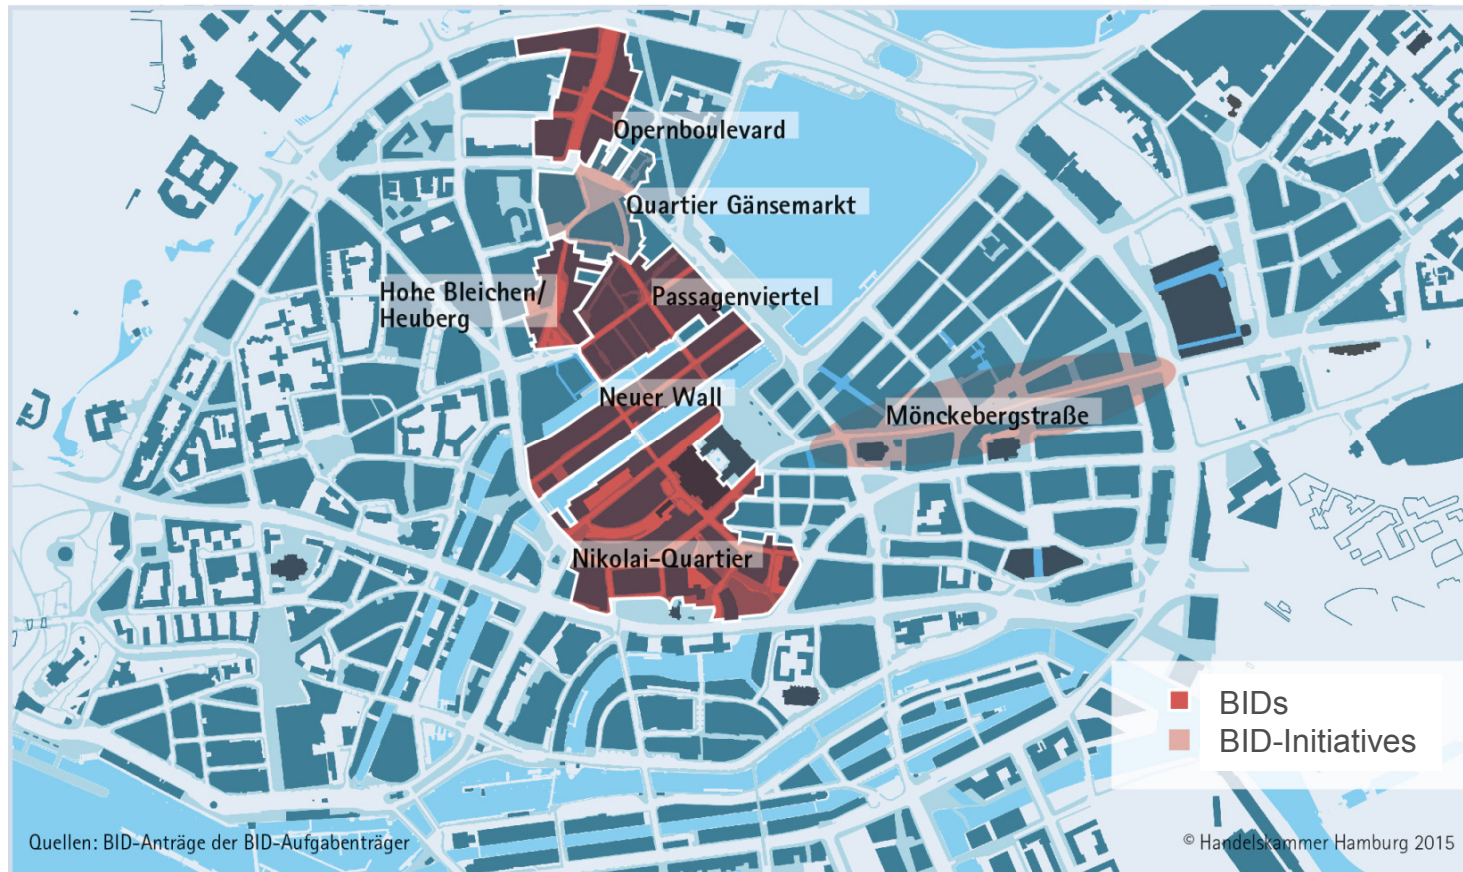 Opernboulevard
Quartier Gänsemarkt
Hohe Bleichen/
Heuberg
Passagenviertel
Neuer Wall
Mönckebergstraße
Nikolai-Quartier
BIDs
BID-Initiatives
Quellen: BID-Anträge der BID-Aufgabenträger
© Handelskammer Hamburg 2015